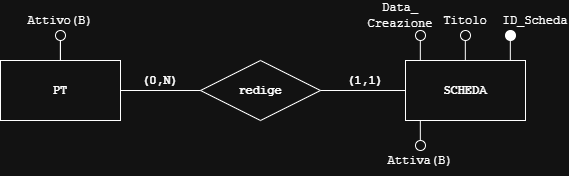 Data_
Creazione
Attivo(B)
Titolo
ID_Scheda
PT
(0,N)
redige
(1,1)
SCHEDA
Attiva(B)